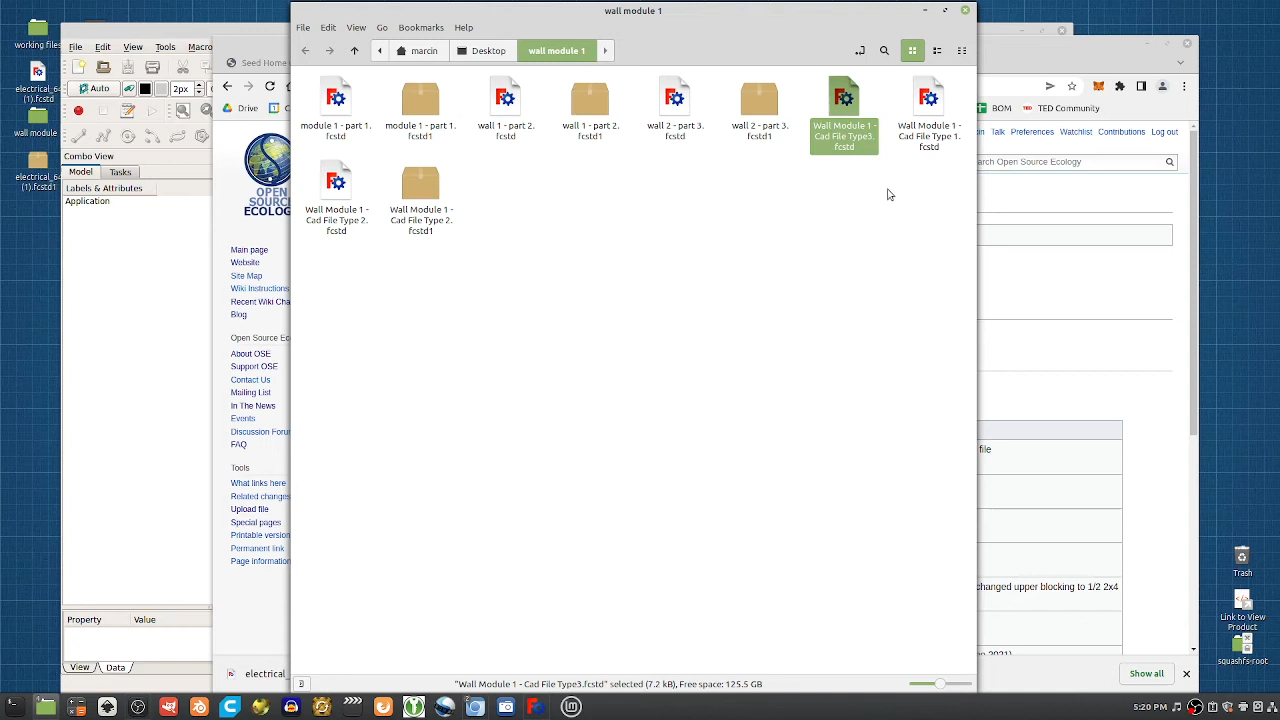 wall module 1
File Edit View Go Bookmarks Help
marcin Desktop wall module 1
module 1 - part 1.
fcstd
module 1 - part 1.
fcstd1
wall 1 - part 2.
fcstd
wall 1 - part 2.
fcstd1
wall 2 - part 3.
fcstd
wall 2 - part 3.
fcstd1
Wall Module 1 -
Cad File Type3.
fcstd
Wall Module 1 -
Cad File Type 1.
fcstd
Wall Module 1 -
Cad File Type 2.
fcstd
Wall Module 1 -
Cad File Type 2.
fcstd1
"Wall Module 1 - Cad File Type3.fcstd" selected (7.2 kB), Free space: 125.5 GB
working files
electrical_64
(1).fcstd
wall module
electrical_64
(1).fcstd1
File Edit View Tools Macro
Auto 2px
Combo View
Model Tasks
Labels & Attributes
Application
Property Value
View Data
Seed Home
Drive
OPEN
SOURCE
ECOLOGY
Main page
Website
Site Map
Wiki Instructions
Recent Wiki Cha
Blog
Open Source Ec
About OSE
Support OSE
Contact Us
Mailing List
In The News
Events
Discussion Forum
FAQ
Tools
What links here
Related changes
Upload file
Special pages
Printable version
Permanent link
Page information
electrical
BOM TED Community
Talk Preferences Watchlist Contributions Log out
arch Open Source Ecology
file
changed upper blocking to 1/2 2x4
2021)
Show all
Trash
Link to View
Product
squashfs-root
5:20 PM